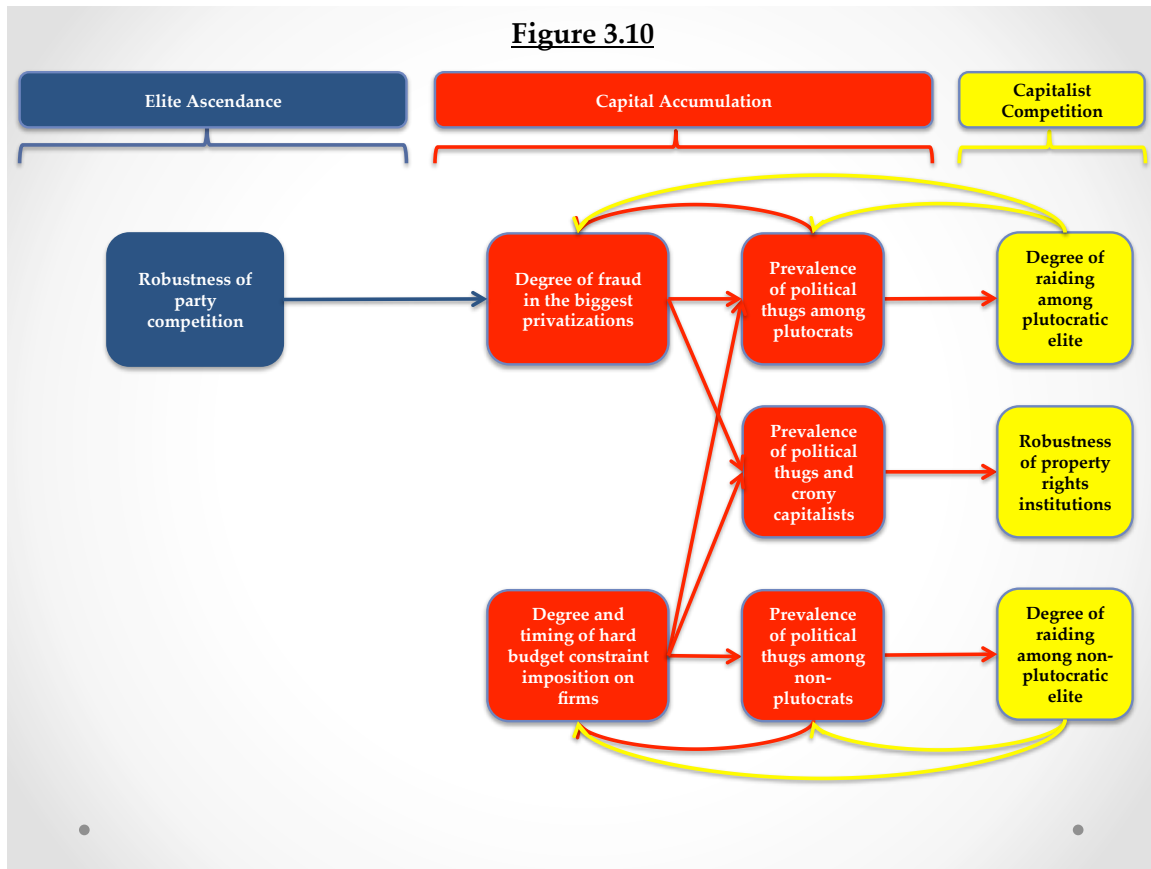 Figure 3.10
Elite Ascendance
Capital Accumulation
Capitalist
Competition
Robustness of
party
competition
Degree of fraud
in the biggest
privatizations
Prevalence
of political
thugs among
plutocrats
Degree of
raiding
among
plutocratic
elite
Prevalence
of political
thugs and
crony
capitalists
Robustness
of property
rights
institutions
Degree and
timing of hard
budget constraint
imposition on
firms
Prevalence
of political
thugs among
non-
plutocrats
Degree of
raiding
among non-
plutocratic
elite